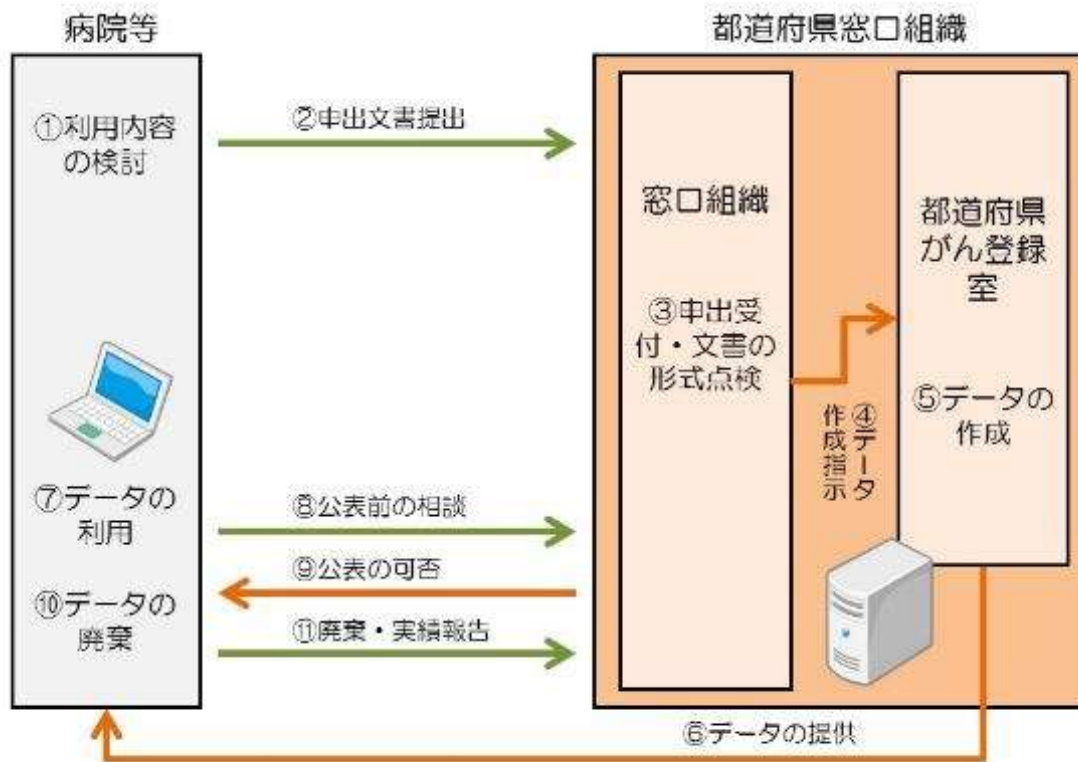 病院等
都道府県窓口組織
①利用内容
の検討
②申出文書提出
窓口組織
③申出受
付・文書の
形式点検
④データ
作成指示
都道府県
がん登録
室
⑤データの
作成
⑦データの
利用
⑧公表前の相談
⑨公表の可否
⑩データの
廃棄
⑪廃棄・実績報告
⑥データの提供